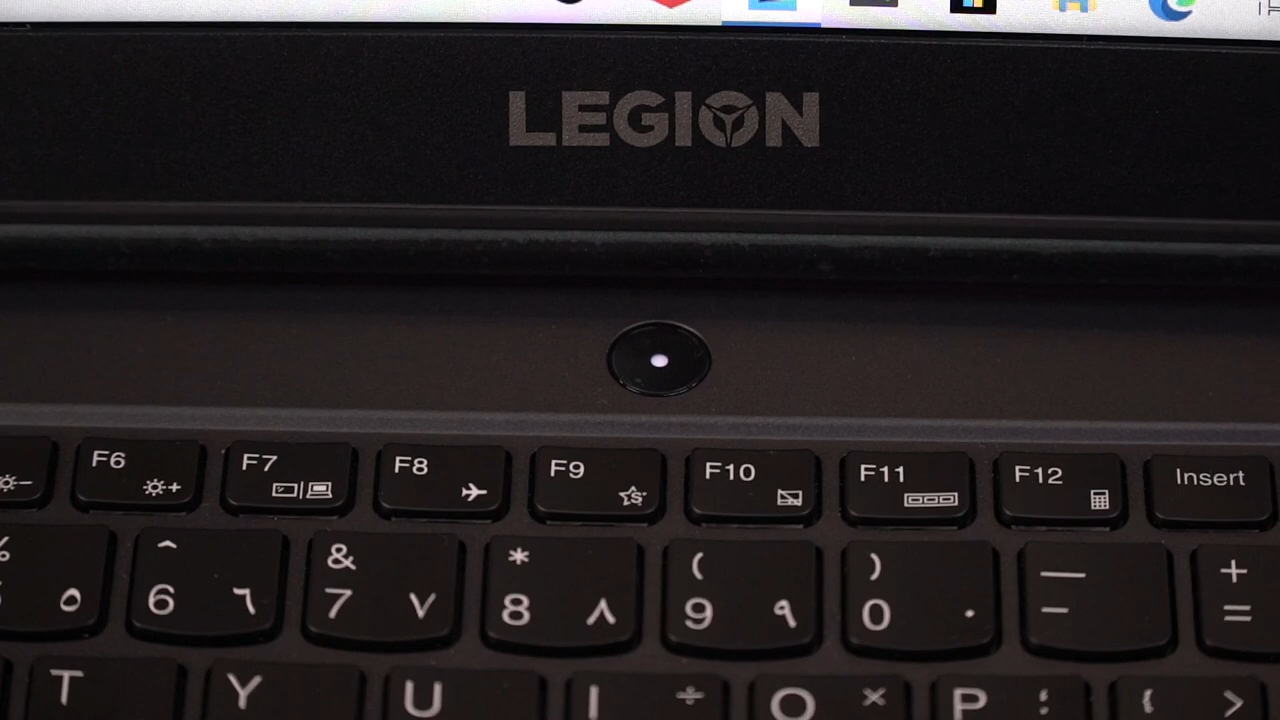 LEGION
F6 F7 F8 F9 F10 F11 F12 Insert
^ & * ( ) — +
٥ 6 ٦ 7 ٧ 8 ٨ 9 ٩ 0 ٠ - =
T Y U I ÷ O × P ؛ { >